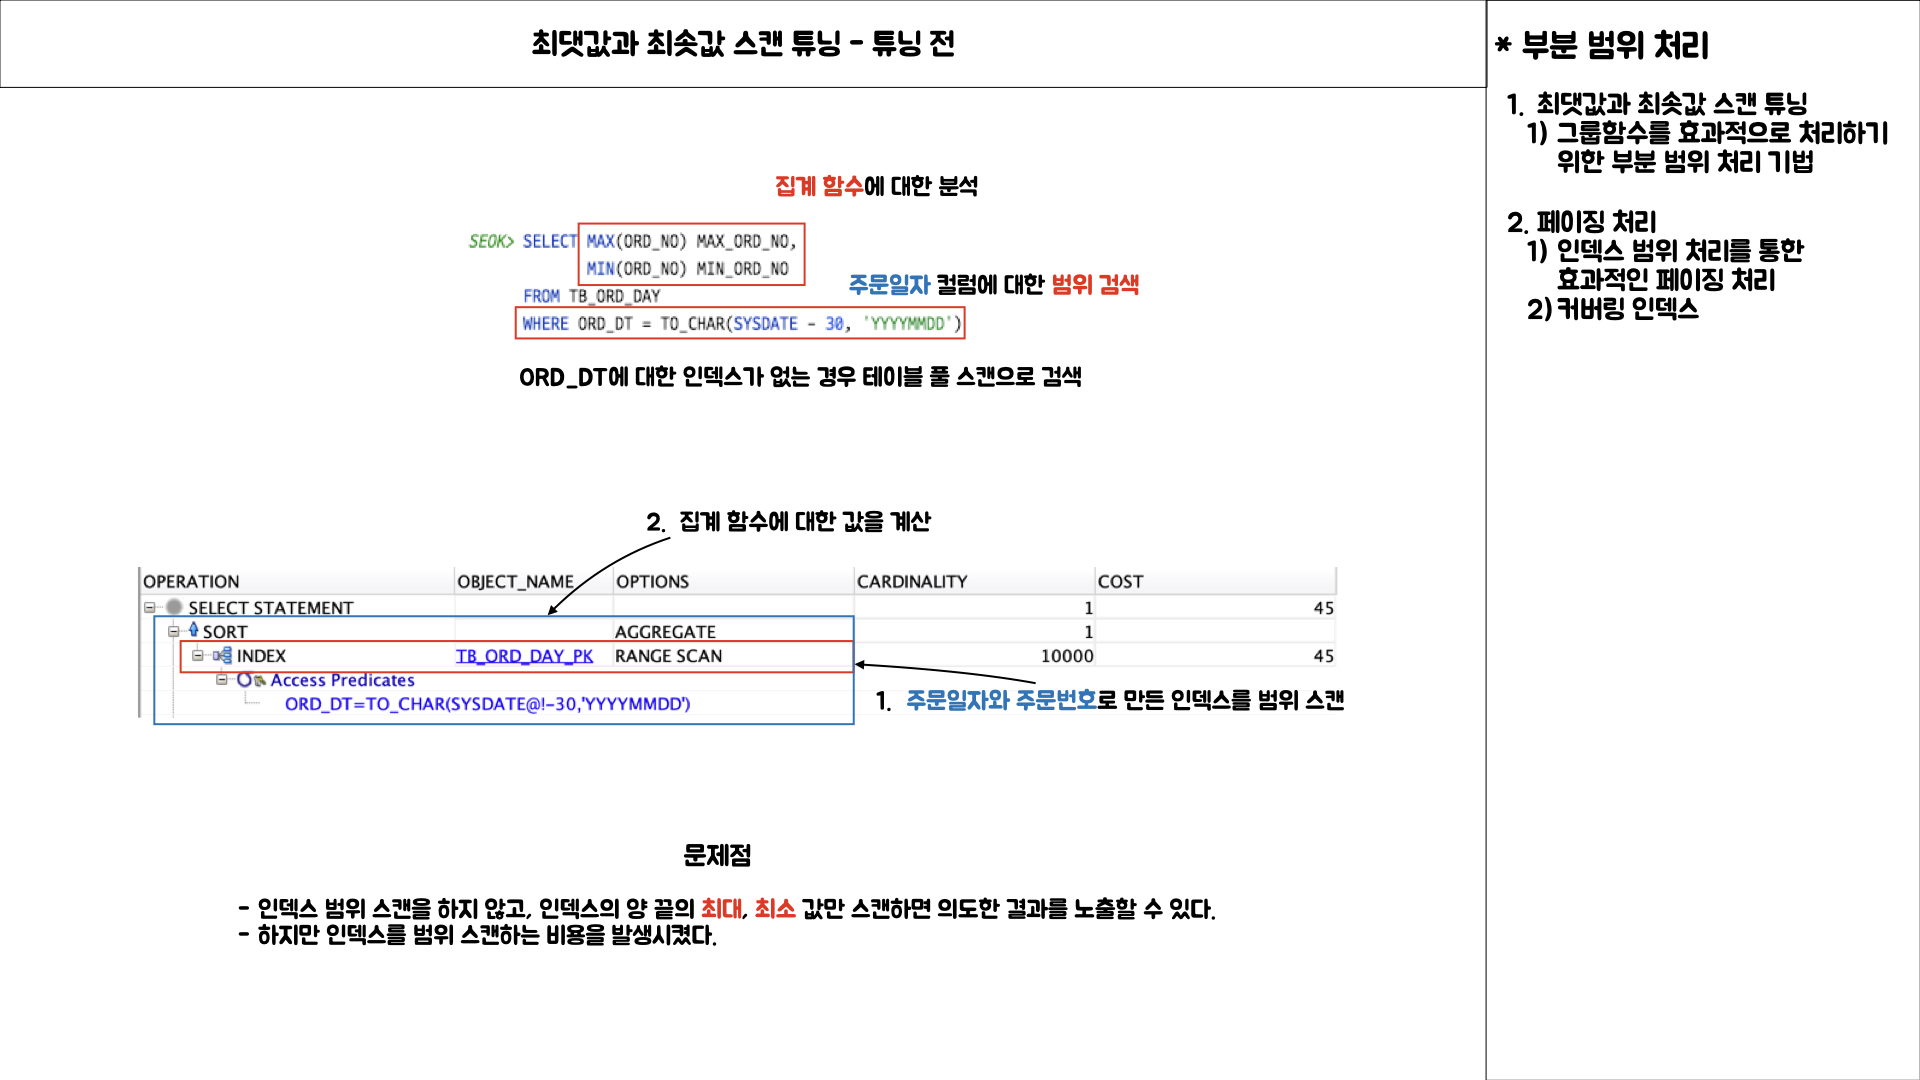 최댓값과 최솟값 스캔 튜닝 - 튜닝 전
집계 함수에 대한 분석
SEOK> SELECT MAX(ORD_NO) MAX_ORD_NO,
MIN(ORD_NO) MIN_ORD_NO
주문일자 컬럼에 대한 범위 검색
FROM TB_ORD_DAY
WHERE ORD_DT = TO_CHAR(SYSDATE - 30, 'YYYYMMDD')
ORD_DT에 대한 인덱스가 없는 경우 테이블 풀 스캔으로 검색
2. 집계 함수에 대한 값을 계산
OPERATION OBJECT_NAME OPTIONS CARDINALITY COST
SELECT STATEMENT 1 45
SORT AGGREGATE 1
INDEX TB_ORD_DAY_PK RANGE SCAN 10000 45
Access Predicates
ORD_DT=TO_CHAR(SYSDATE@!-30,'YYYYMMDD')
1. 주문일자와 주문번호로 만든 인덱스를 범위 스캔
문제점
- 인덱스 범위 스캔을 하지 않고, 인덱스의 양 끝의 최대, 최소 값만 스캔하면 의도한 결과를 노출할 수 있다.
- 하지만 인덱스를 범위 스캔하는 비용을 발생시켰다.
* 부분 범위 처리
1. 최댓값과 최솟값 스캔 튜닝
1) 그룹함수를 효과적으로 처리하기
위한 부분 범위 처리 기법
2. 페이징 처리
1) 인덱스 범위 처리를 통한
효과적인 페이징 처리
2) 커버링 인덱스